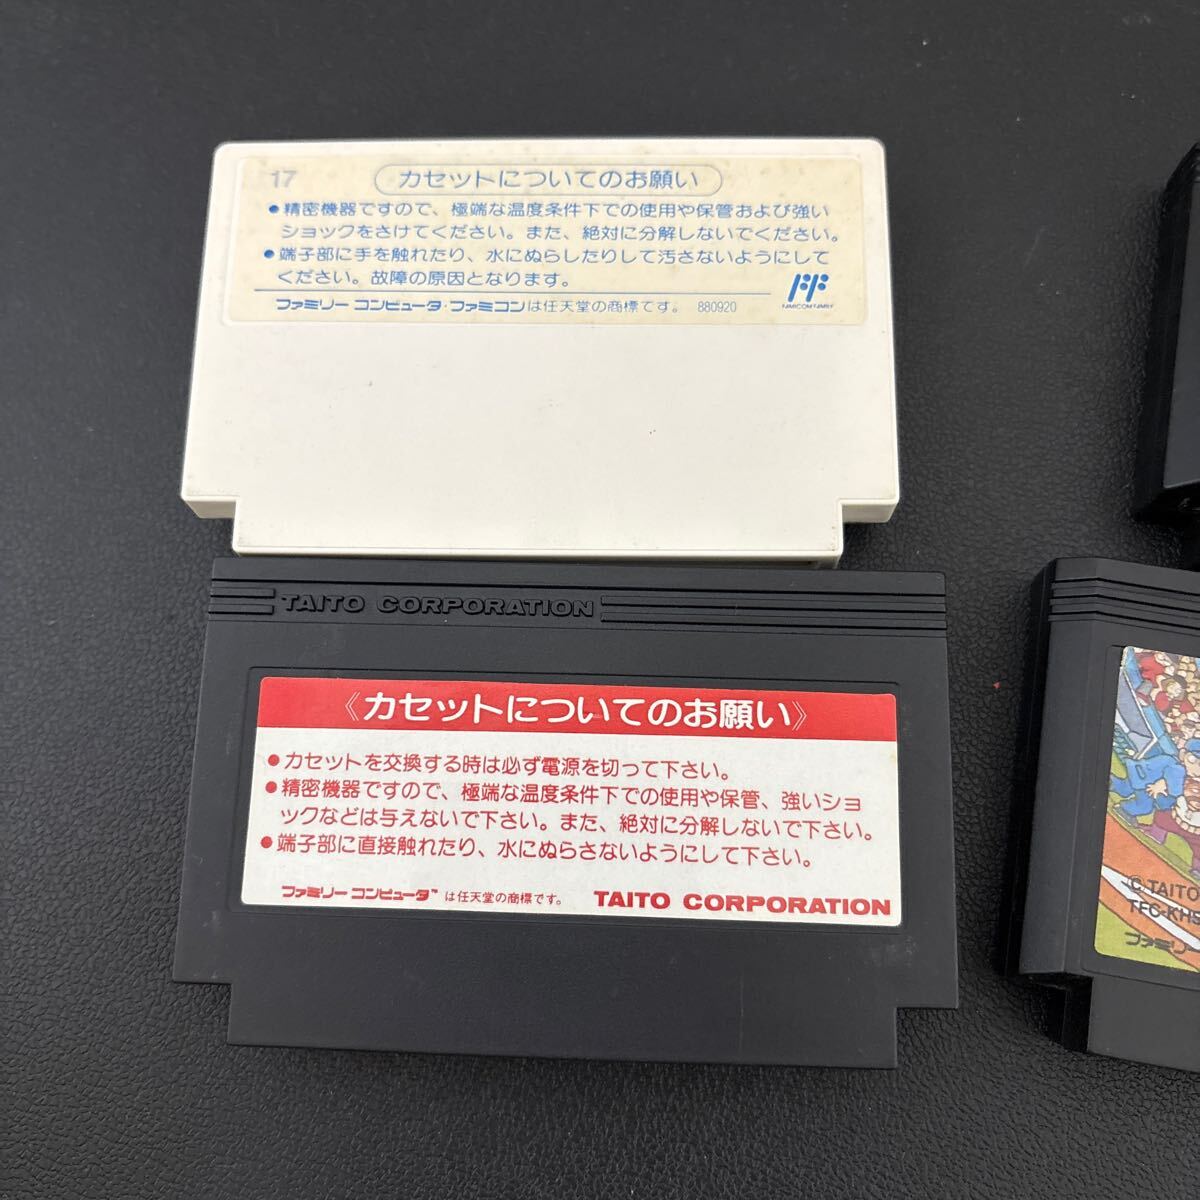 17
カセットについてのお願い
●精密機器ですので、極端な温度条件下での使用や保管および強い
ショックをさけてください。また、絶対に分解しないでください。
●端子部に手を触れたり、水にぬらしたりして汚さないようにして
ください。故障の原因となります。
ファミリーコンピュータ・ファミコンは任天堂の商標です。 880920
FAMICOM FAMILY
TAITO CORPORATION
《カセットについてのお願い》
●カセットを交換する時は必ず電源を切って下さい。
●精密機器ですので、極端な温度条件下での使用や保管、強いショ
ックなどは与えないで下さい。また、絶対に分解しないで下さい。
●端子部に直接触れたり、水にぬらさないようにして下さい。
ファミリーコンピュータ™は任天堂の商標です。 TAITO CORPORATION
© TAITO
TFC-KHS
ファミリー